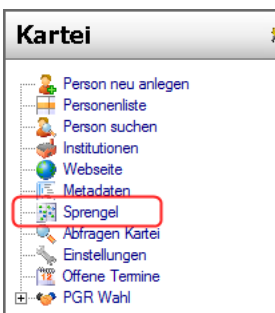 Kartei
Person neu anlegen
Personenliste
Person suchen
Institutionen
Webseite
Metadaten
Sprengel
Abfragen Kartei
Einstellungen
Offene Termine
PGR Wahl